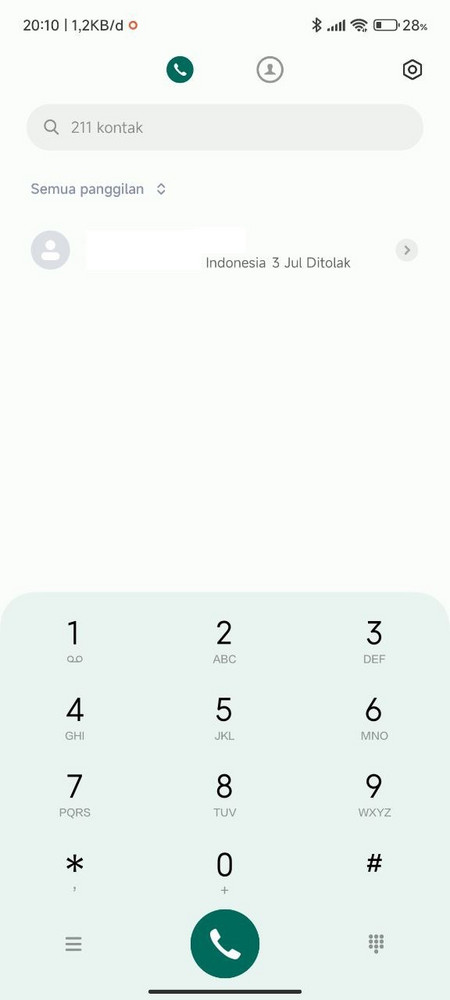 20:10 | 1,2KB/d 28%
211 kontak
Semua panggilan
Indonesia 3 Jul Ditolak
1 2 3
ABC DEF
4 5 6
GHI JKL MNO
7 8 9
PQRS TUV WXYZ
* 0 #
, +